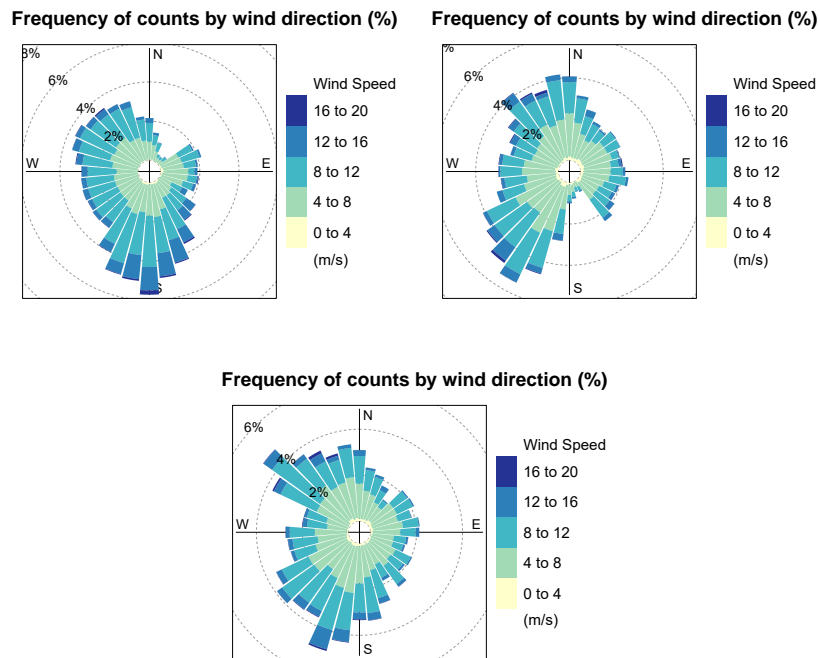 Frequency of counts by wind direction (%)
8%
6%
4%
2%
N
W
E
S
Wind Speed
16 to 20
12 to 16
8 to 12
4 to 8
0 to 4
(m/s)
Frequency of counts by wind direction (%)
%
6%
4%
2%
N
W
E
S
Wind Speed
16 to 20
12 to 16
8 to 12
4 to 8
0 to 4
(m/s)
Frequency of counts by wind direction (%)
6%
4%
2%
N
W
E
S
Wind Speed
16 to 20
12 to 16
8 to 12
4 to 8
0 to 4
(m/s)